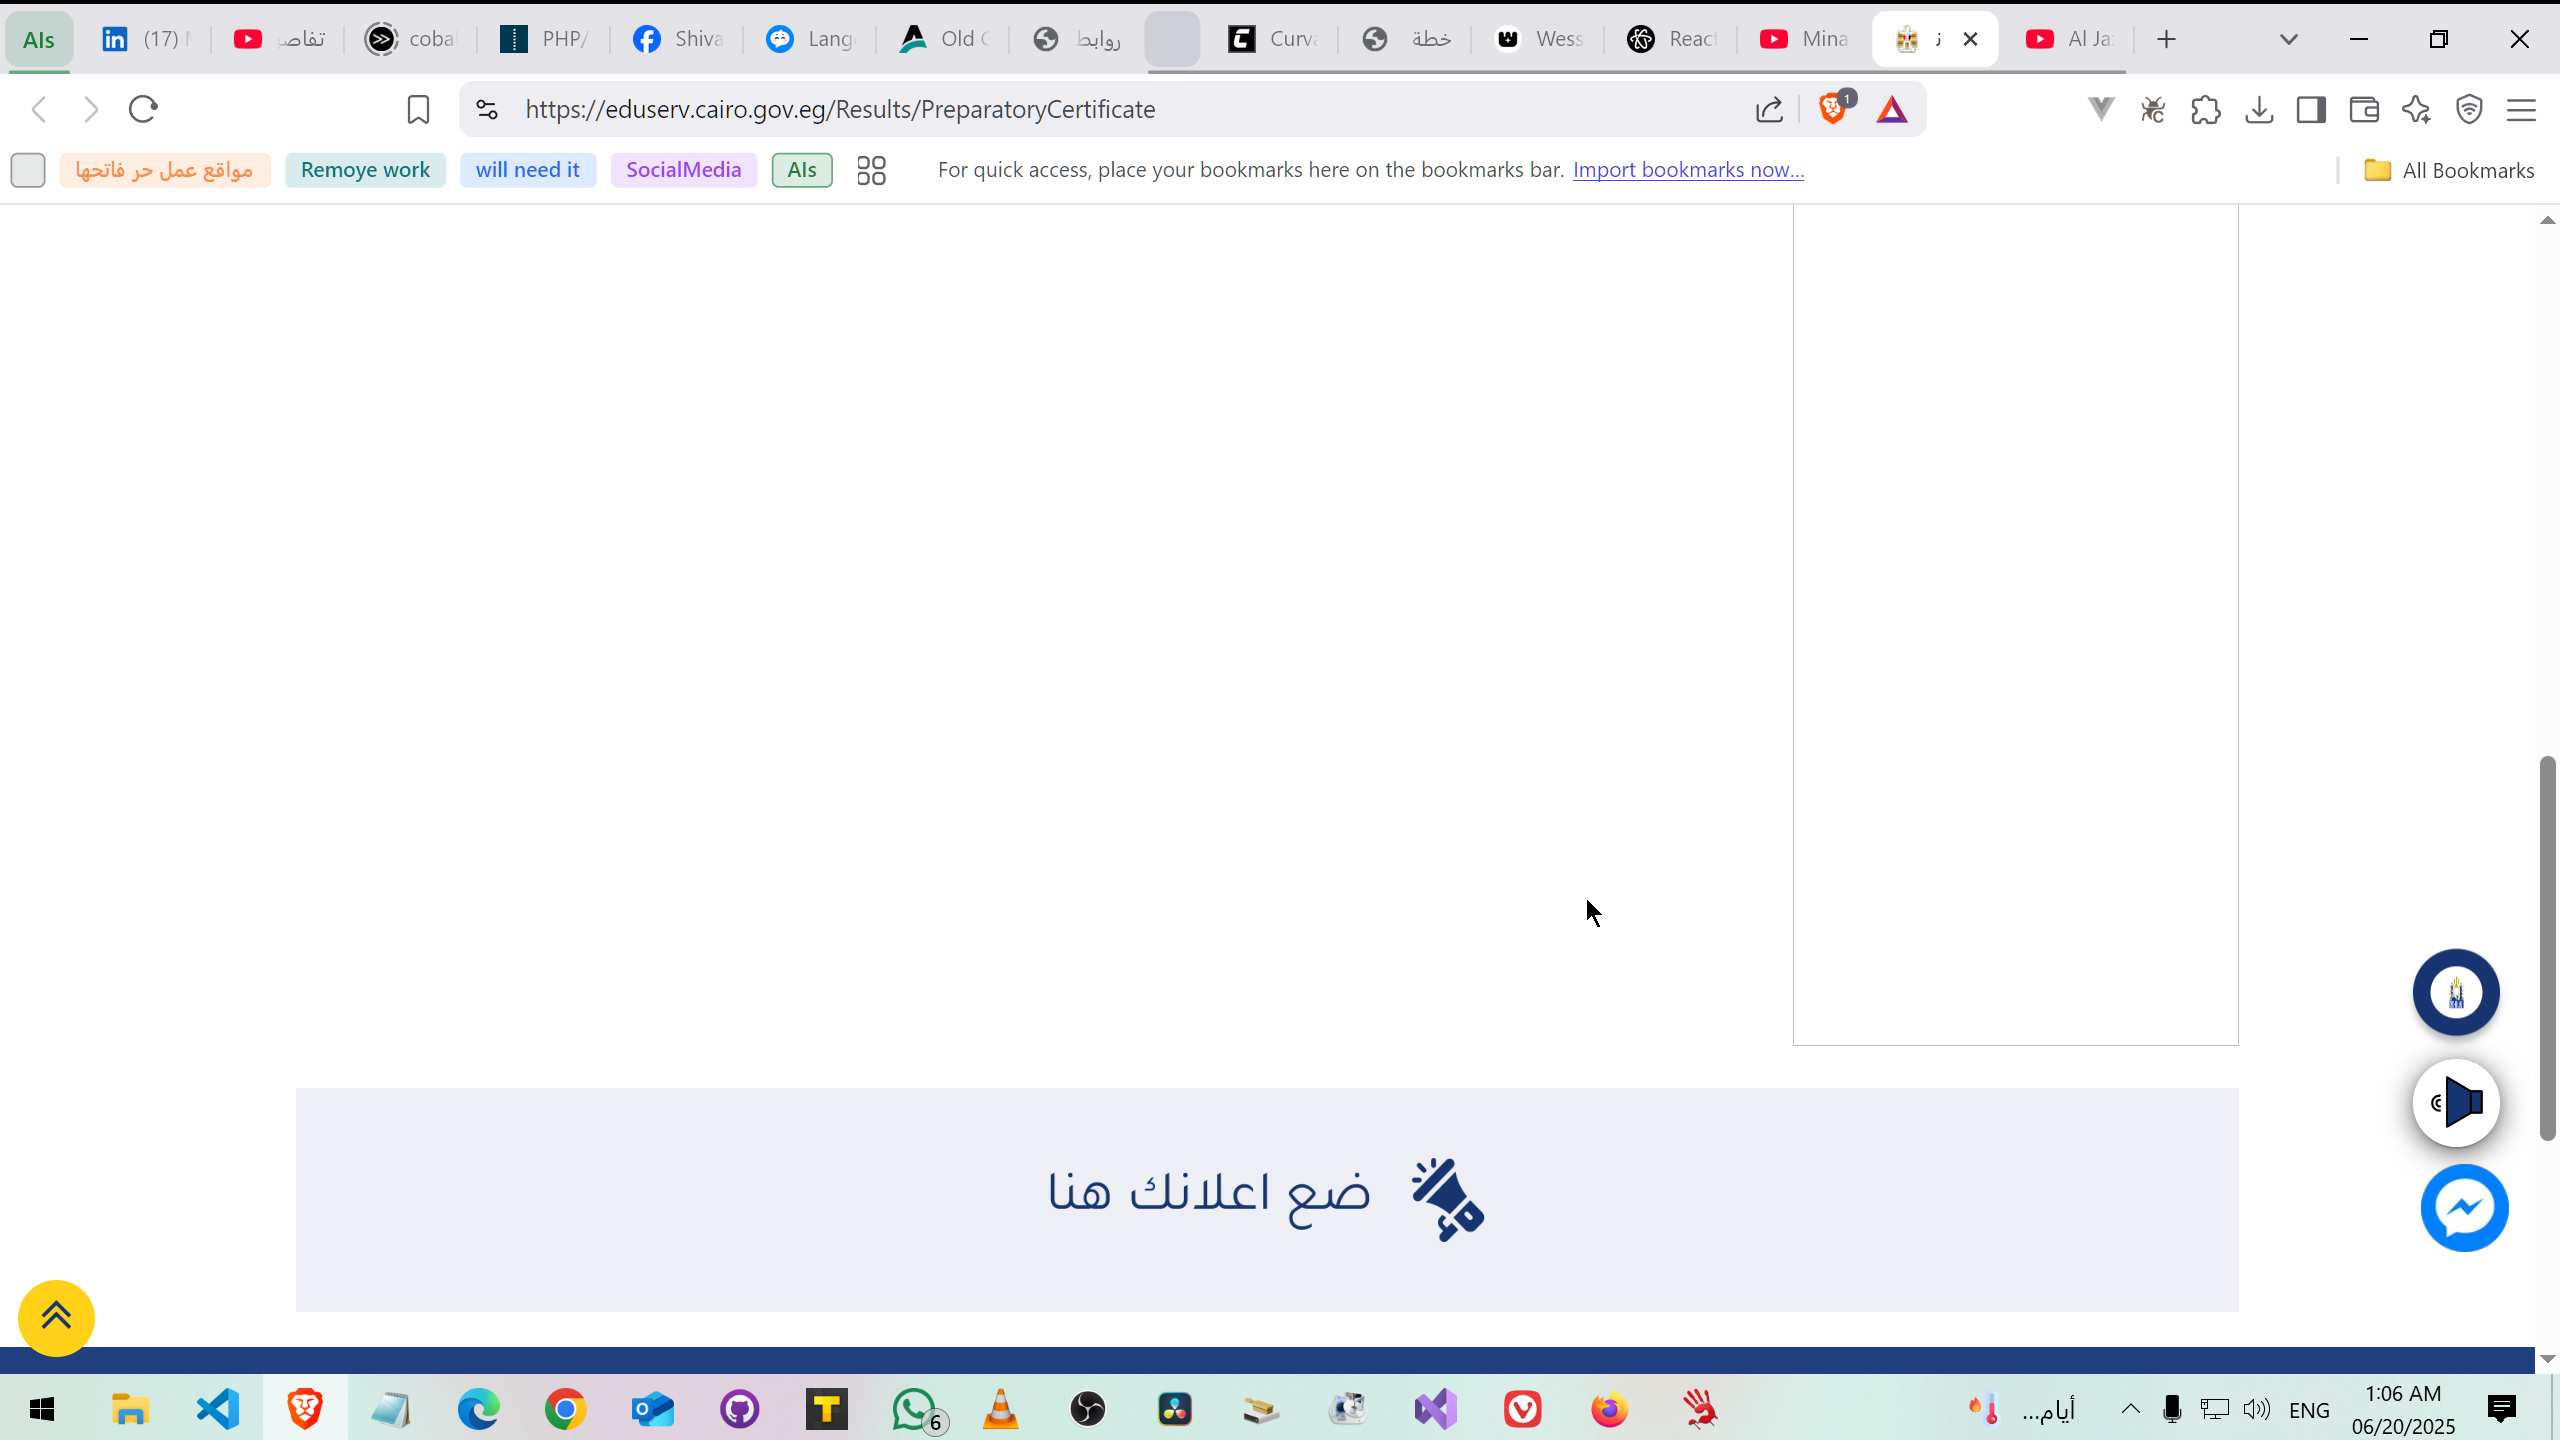 AIs
(17)
تفاصـ
coba
PHP/
Shiva
Lang
Old C
روابط
Curva
خطة
Wess
React
Mina
Al Ja
https://eduserv.cairo.gov.eg/Results/PreparatoryCertificate
1
مواقع عمل حر فاتحها
Remoye work
will need it
SocialMedia
AIs
For quick access, place your bookmarks here on the bookmarks bar. Import bookmarks now...
All Bookmarks
ضع اعلانك هنا
6
أيام...
ENG
1:06 AM
06/20/2025